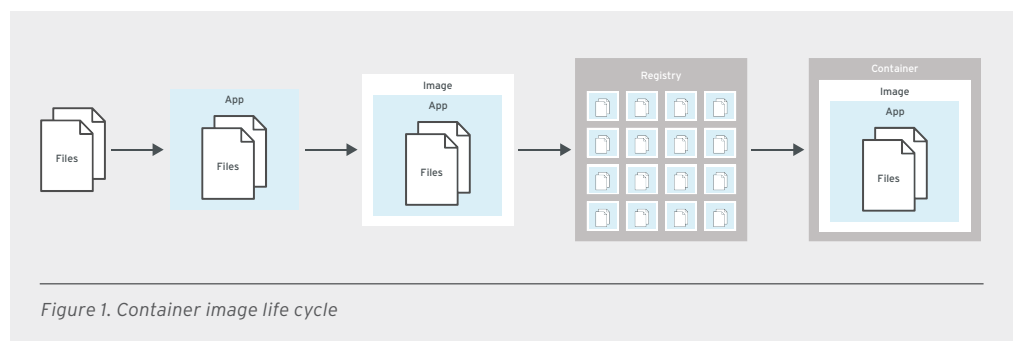 Files
App
Files
Image
App
Files
Registry
Container
Image
App
Files
Figure 1. Container image life cycle